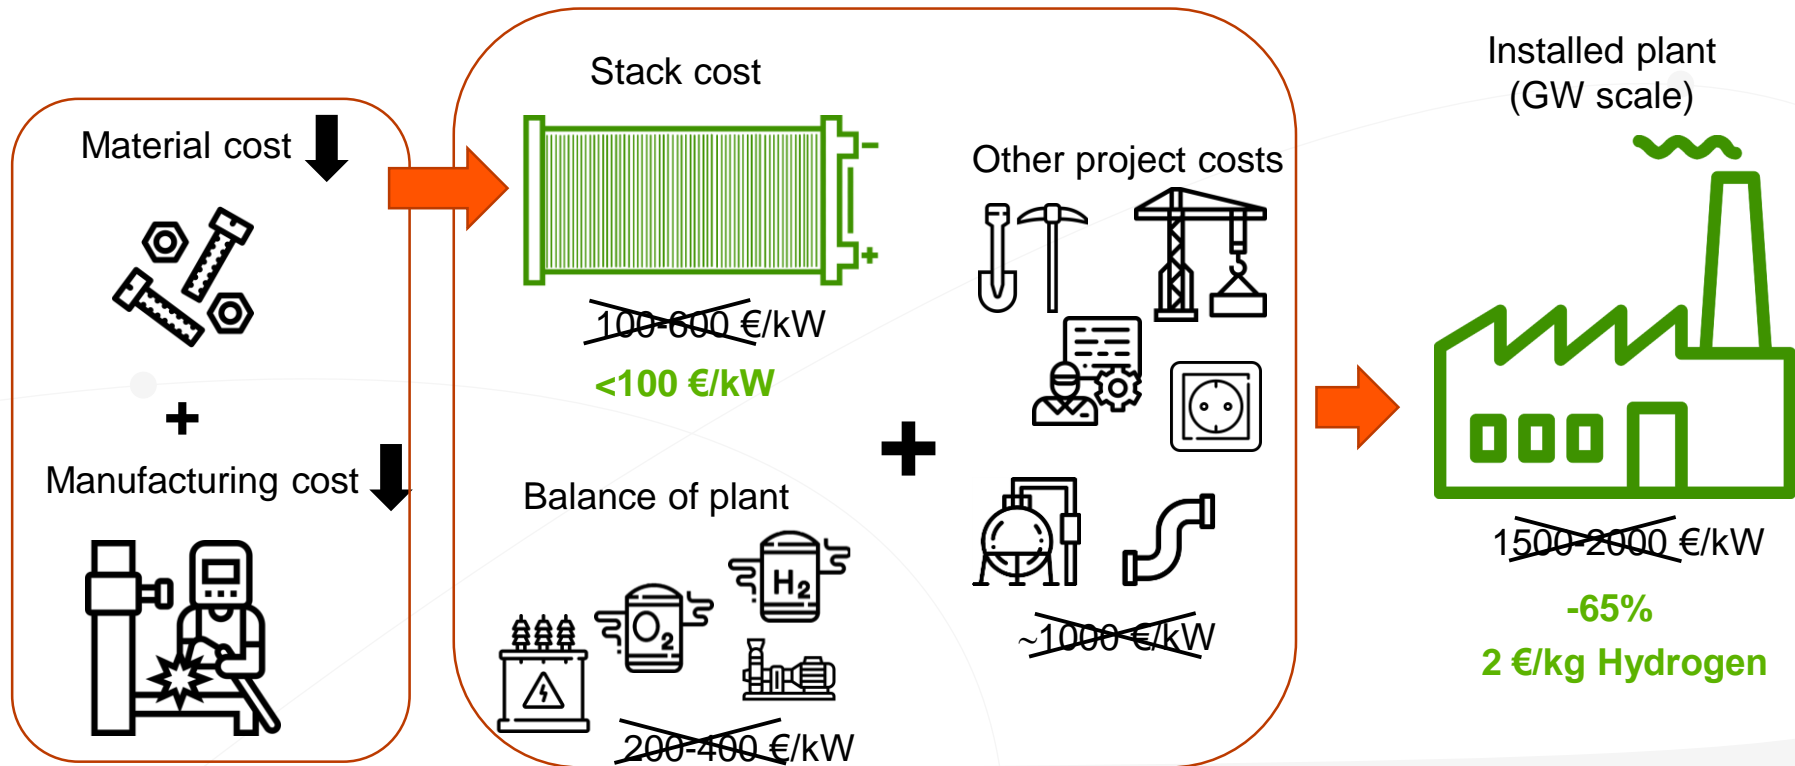 Material cost
+
Manufacturing cost
Stack cost
100-600 €/kW
<100 €/kW
Balance of plant
O2
H2
200-400 €/kW
+
Other project costs
~1000 €/kW
Installed plant
(GW scale)
1500-2000 €/kW
-65%
2 €/kg Hydrogen